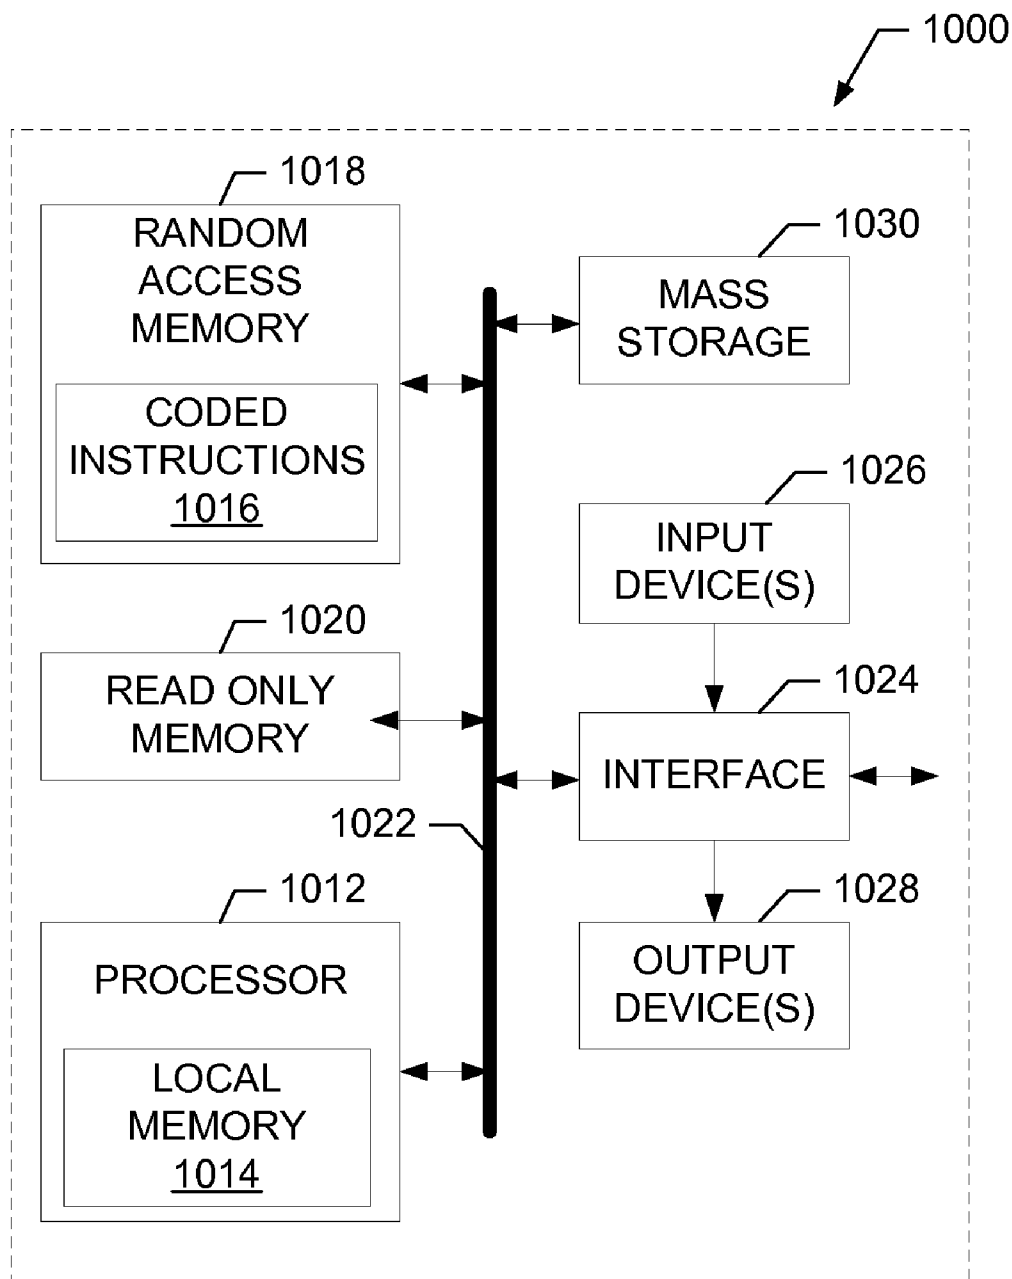 1000
1018
RANDOM
ACCESS
MEMORY
CODED
INSTRUCTIONS
1016
1030
MASS
STORAGE
1026
INPUT
DEVICE(S)
1020
READ ONLY
MEMORY
1024
INTERFACE
1022
1012
PROCESSOR
LOCAL
MEMORY
1014
1028
OUTPUT
DEVICE(S)